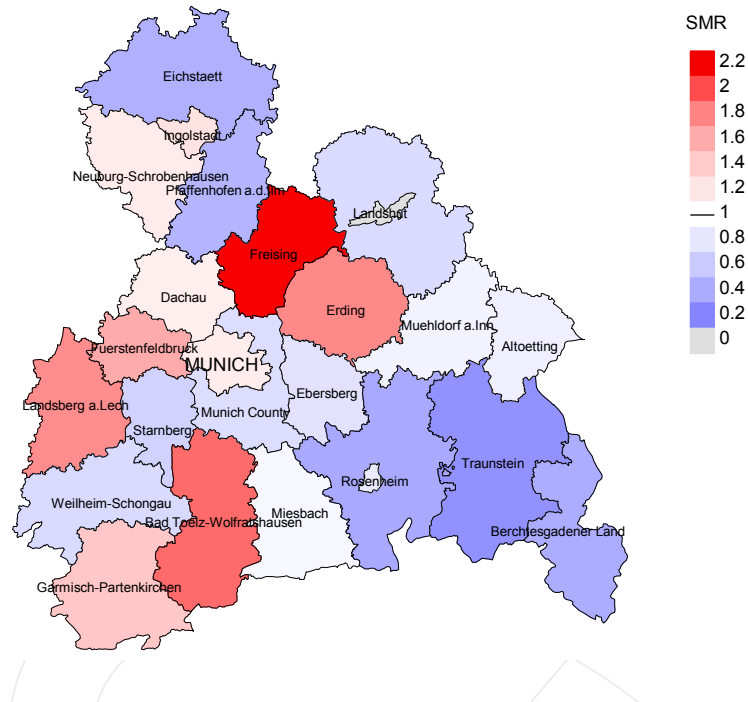 SMR
2.2
2
1.8
1.6
1.4
1.2
1
0.8
0.6
0.4
0.2
0
Eichstaett
Ingolstadt
Neuburg-Schrobenhausen
Pfaffenhofen a.d.Ilm
Landshut
Freising
Dachau
Erding
Muehldorf a.Inn
Altoetting
Fuerstenfeldbruck
MUNICH
Ebersberg
Landsberg a.Lech
Munich County
Starnberg
Traunstein
Rosenheim
Weilheim-Schongau
Miesbach
Bad Toelz-Wolfratshausen
Berchtesgadener Land
Garmisch-Partenkirchen